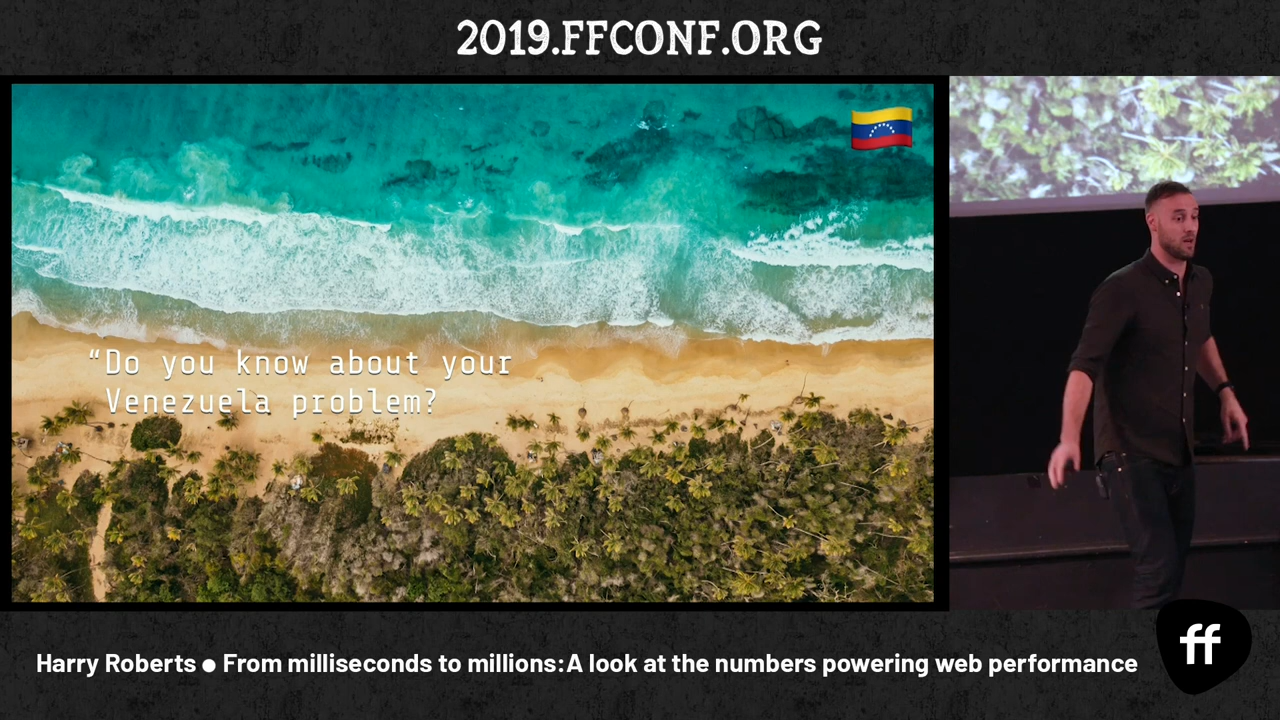 2019.FFCONF.ORG
“Do you know about your
Venezuela problem?
Harry Roberts ● From milliseconds to millions:A look at the numbers powering web performance
ff